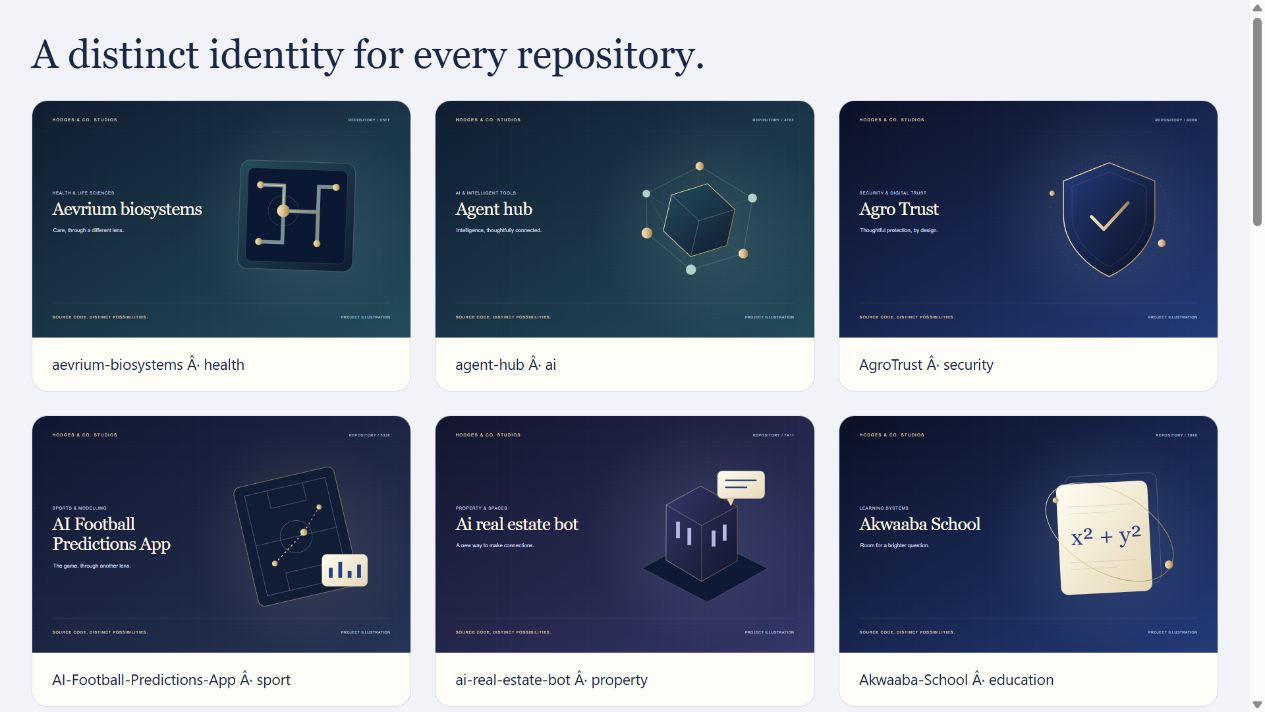 A distinct identity for every repository.
HODGES & CO. STUDIOS
HEALTH & LIFE SCIENCES
Aevrium biosystems
Care, through a different lens.
SOURCE CODE. DISTINCT POSSIBILITIES.
PROJECT ILLUSTRATION
aevrium-biosystems Â· health
HODGES & CO. STUDIOS
AI & INTELLIGENT TOOLS
Agent hub
Intelligence, thoughtfully connected.
SOURCE CODE. DISTINCT POSSIBILITIES.
PROJECT ILLUSTRATION
agent-hub Â· ai
HODGES & CO. STUDIOS
SECURITY & DIGITAL TRUST
Agro Trust
Thoughtful protection, by design.
SOURCE CODE. DISTINCT POSSIBILITIES.
PROJECT ILLUSTRATION
AgroTrust Â· security
HODGES & CO. STUDIOS
SPORTS & MODELLING
AI Football
Predictions App
The game, through another lens.
SOURCE CODE. DISTINCT POSSIBILITIES.
PROJECT ILLUSTRATION
AI-Football-Predictions-App Â· sport
HODGES & CO. STUDIOS
PROPERTY & SPACES
Ai real estate bot
A new way to make connections.
SOURCE CODE. DISTINCT POSSIBILITIES.
PROJECT ILLUSTRATION
ai-real-estate-bot Â· property
HODGES & CO. STUDIOS
LEARNING SYSTEMS
Akwaaba School
Room for a brighter question.
x² + y²
SOURCE CODE. DISTINCT POSSIBILITIES.
PROJECT ILLUSTRATION
Akwaaba-School Â· education